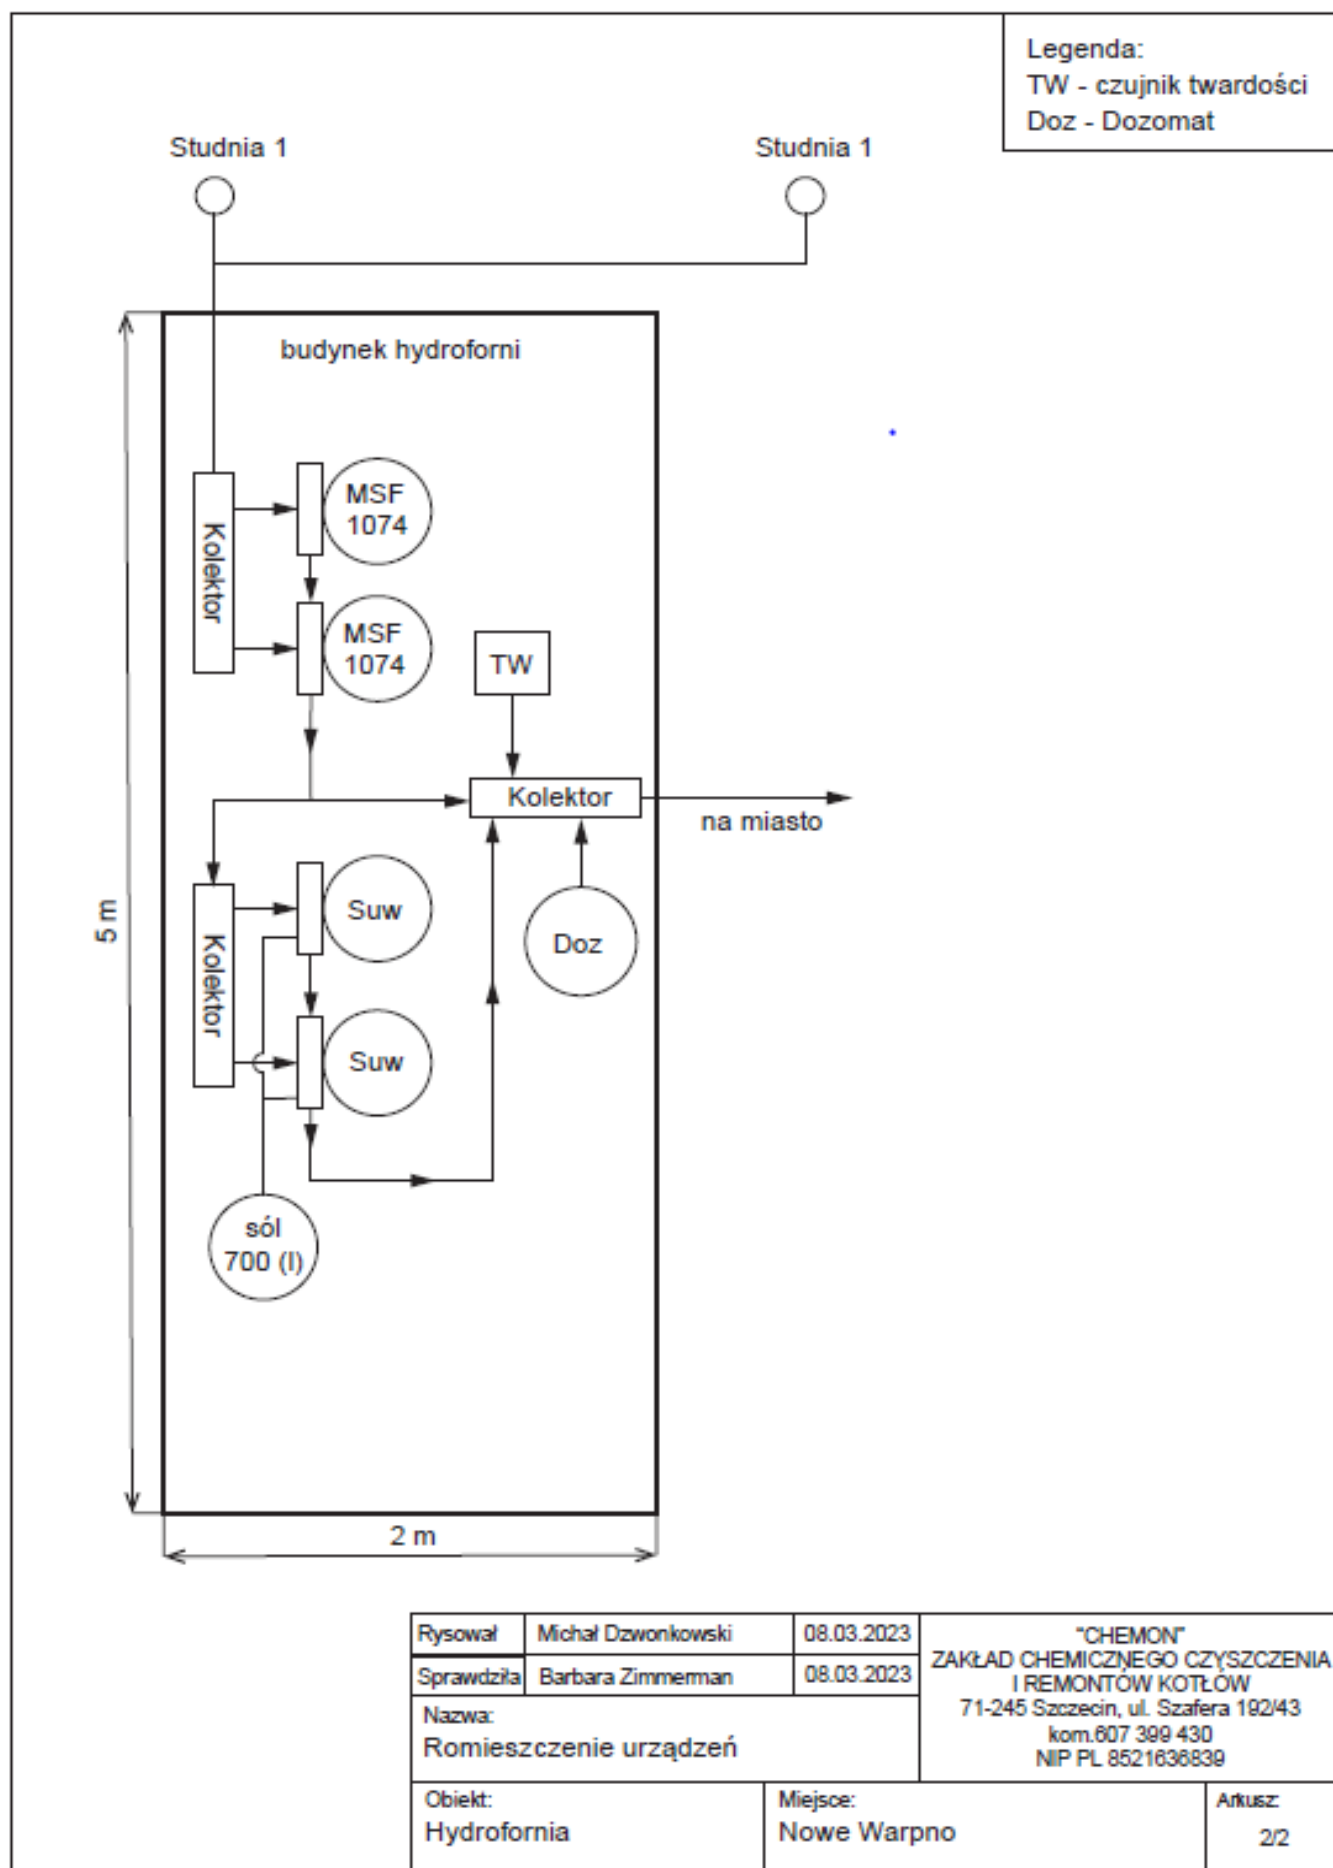 Legenda:
TW - czujnik twardości
Doz - Dozomat
Studnia 1
Studnia 1
budynek hydroforni
MSF
1074
Kolektor
MSF
1074
TW
Kolektor
na miasto
5 m
Suw
Kolektor
Doz
Suw
sól
700 (l)
2 m
Rysował Michał Dzwonkowski 08.03.2023
Sprawdziła Barbara Zimmerman 08.03.2023
"CHEMON"
ZAKŁAD CHEMICZNEGO CZYSZCZENIA
I REMONTÓW KOTŁÓW
71-245 Szczecin, ul. Szafera 192/43
kom.607 399 430
NIP PL 8521636839
Nazwa:
Romieszczenie urządzeń
Obiekt:
Hydrofornia
Miejsce:
Nowe Warpno
Arkusz:
2/2